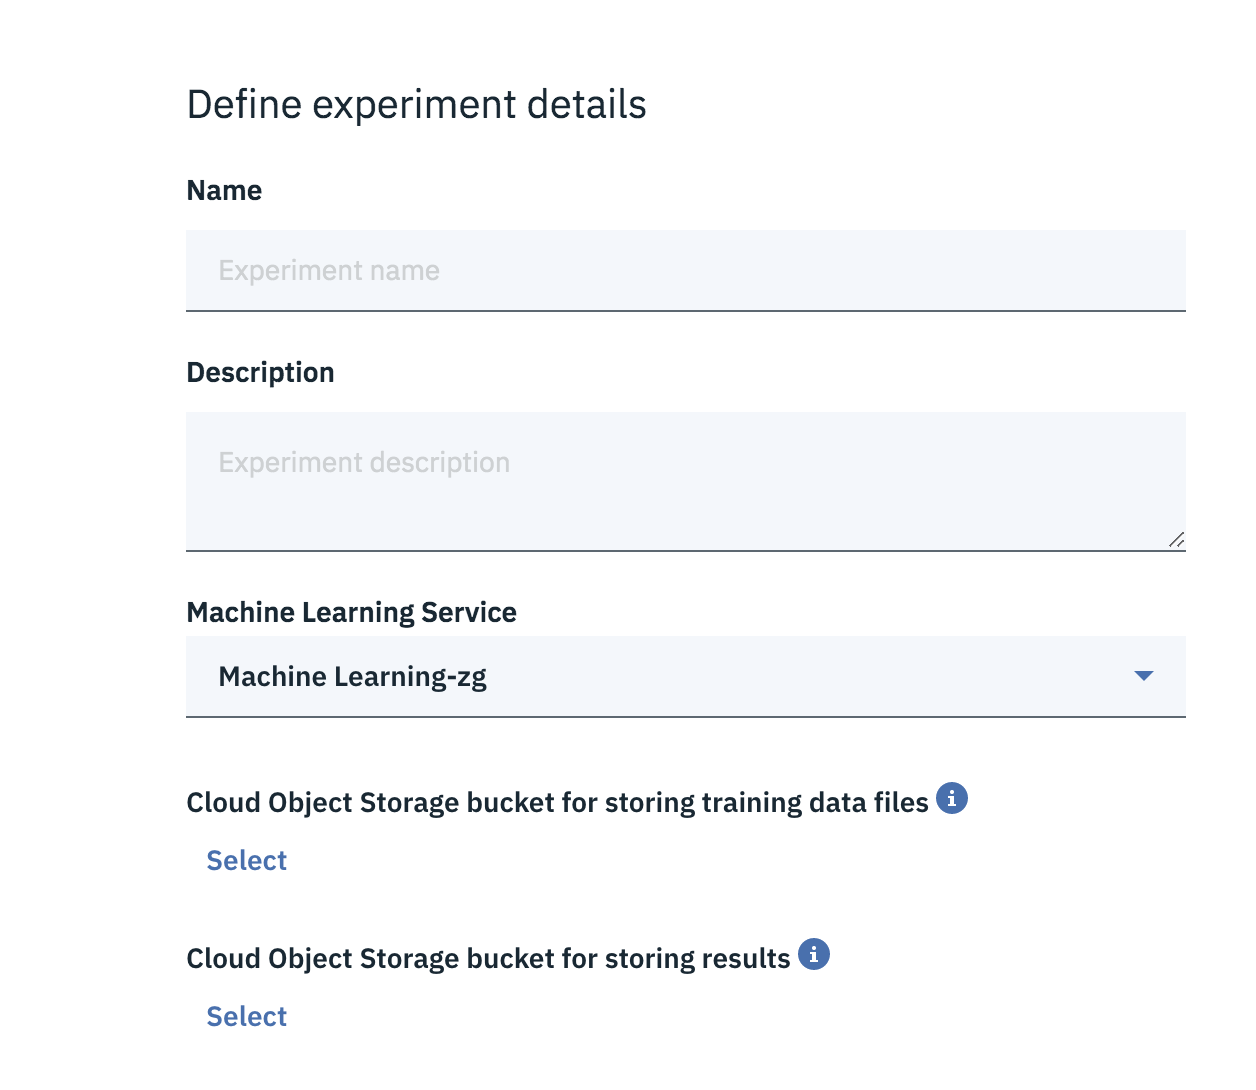 Define experiment details
Name
Experiment name
Description
Experiment description
Machine Learning Service
Machine Learning-zg
Cloud Object Storage bucket for storing training data files
Select
Cloud Object Storage bucket for storing results
Select